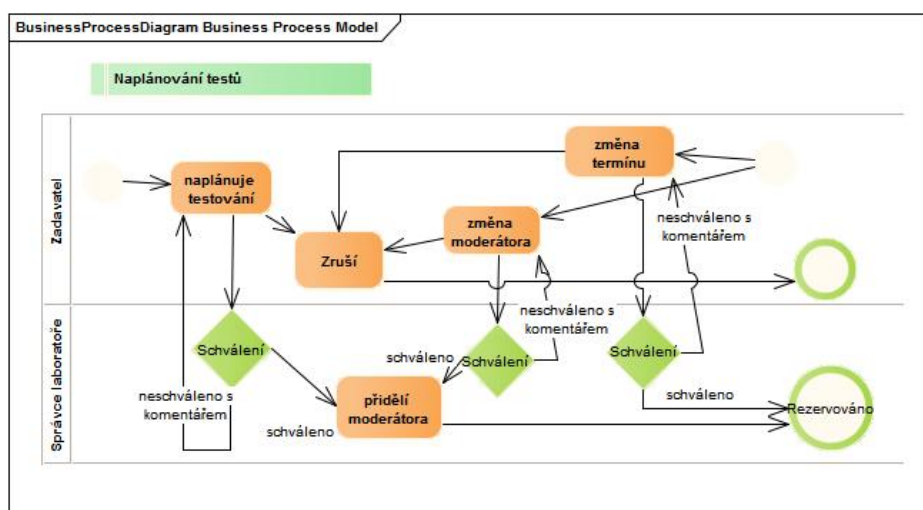 BusinessProcessDiagram Business Process Model
Naplánování testů
Zadavatel
naplánuje
testování
změna
termínu
změna
moderátora
Zruší
neschváleno s
komentářem
Správce laboratoře
Schválení
neschváleno s
komentářem
schváleno
přidělí
moderátora
schváleno
Schválení
neschváleno s
komentářem
Schválení
schváleno
Rezervováno